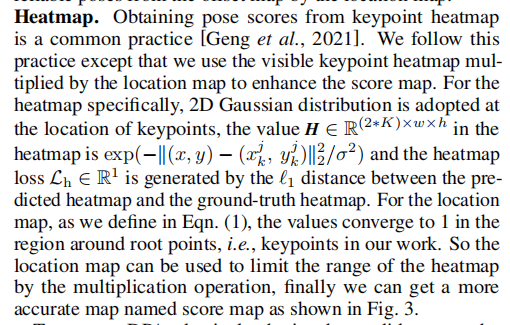 Heatmap. Obtaining pose scores from keypoint heatmap
is a common practice [Geng et al., 2021]. We follow this
practice except that we use the visible keypoint heatmap mul-
tiplied by the location map to enhance the score map. For the
heatmap specifically, 2D Gaussian distribution is adopted at
the location of keypoints, the value H ∈ ℝ^{(2*K)×w×h} in the
heatmap is exp(−‖(x, y) − (x_k^j, y_k^j)‖_2^2/σ^2) and the heatmap
loss ℒ_h ∈ ℝ^1 is generated by the ℓ_1 distance between the pre-
dicted heatmap and the ground-truth heatmap. For the location
map, as we define in Eqn. (1), the values converge to 1 in the
region around root points, i.e., keypoints in our work. So the
location map can be used to limit the range of the heatmap
by the multiplication operation, finally we can get a more
accurate map named score map as shown in Fig. 3.